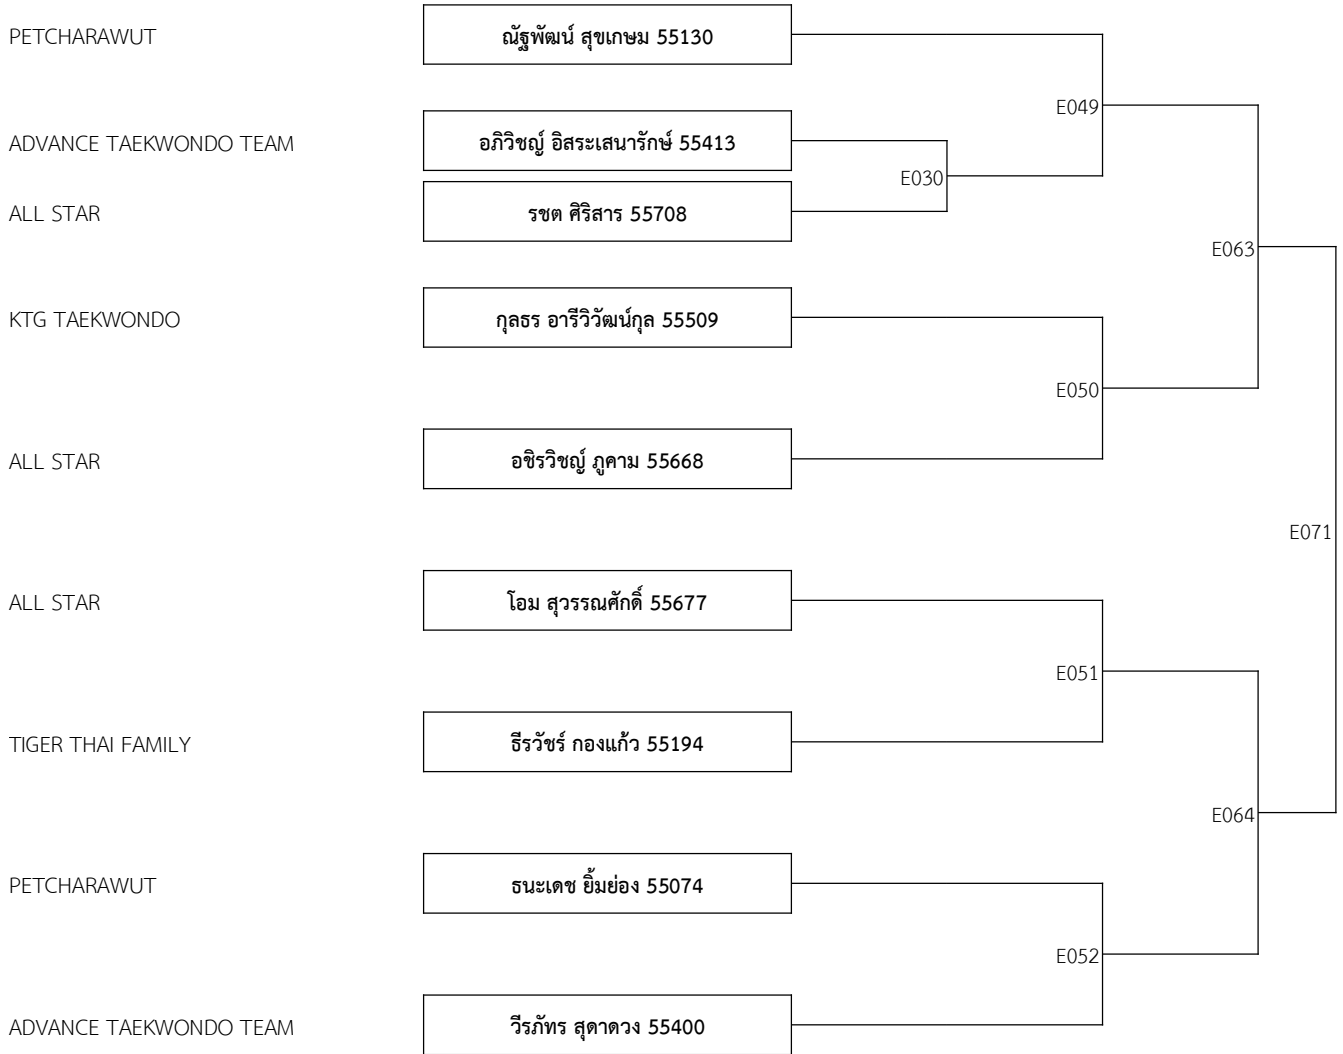 PETCHARAWUT
ณัฐพัฒน์ สุขเกษม 55130
E049
ADVANCE TAEKWONDO TEAM
อภิวิชญ์ อิสระเสนารักษ์ 55413
E030
ALL STAR
รชต ศิริสาร 55708
E063
KTG TAEKWONDO
กุลธร อารีวิวัฒน์กุล 55509
E050
ALL STAR
อชิรวิชญ์ ภูคาม 55668
E071
ALL STAR
โอม สุวรรณศักดิ์ 55677
E051
TIGER THAI FAMILY
ธีรวัชร์ กองแก้ว 55194
E064
PETCHARAWUT
ธนะเดช ยิ้มย่อง 55074
E052
ADVANCE TAEKWONDO TEAM
วีรภัทร สุดาดวง 55400